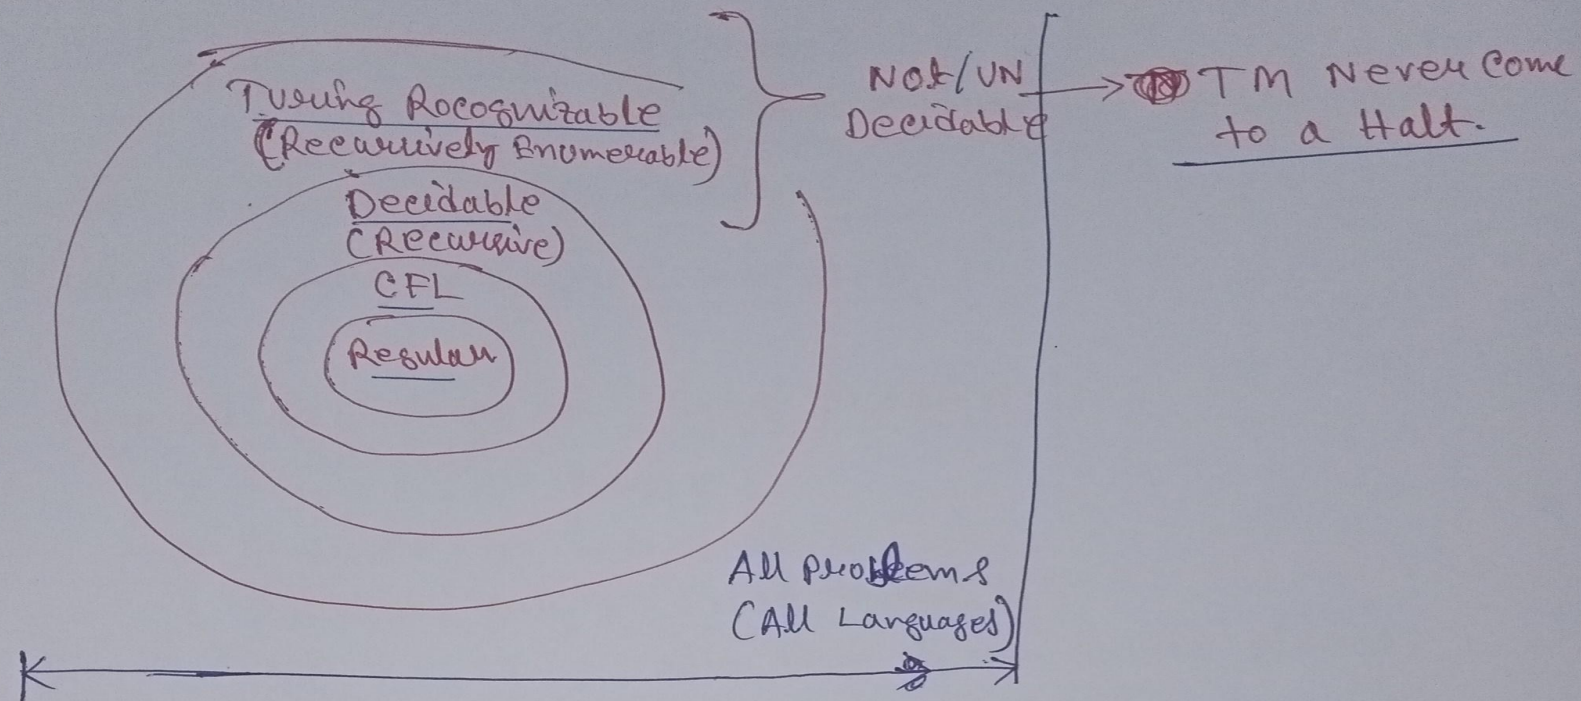 Turing Rocognizable
(Recursively Enumerable)
Decidable
(Recursive)
CFL
Regular
Not/UN
Decidable
TM Never Come
to a Halt.
All Problems
(All Languages)